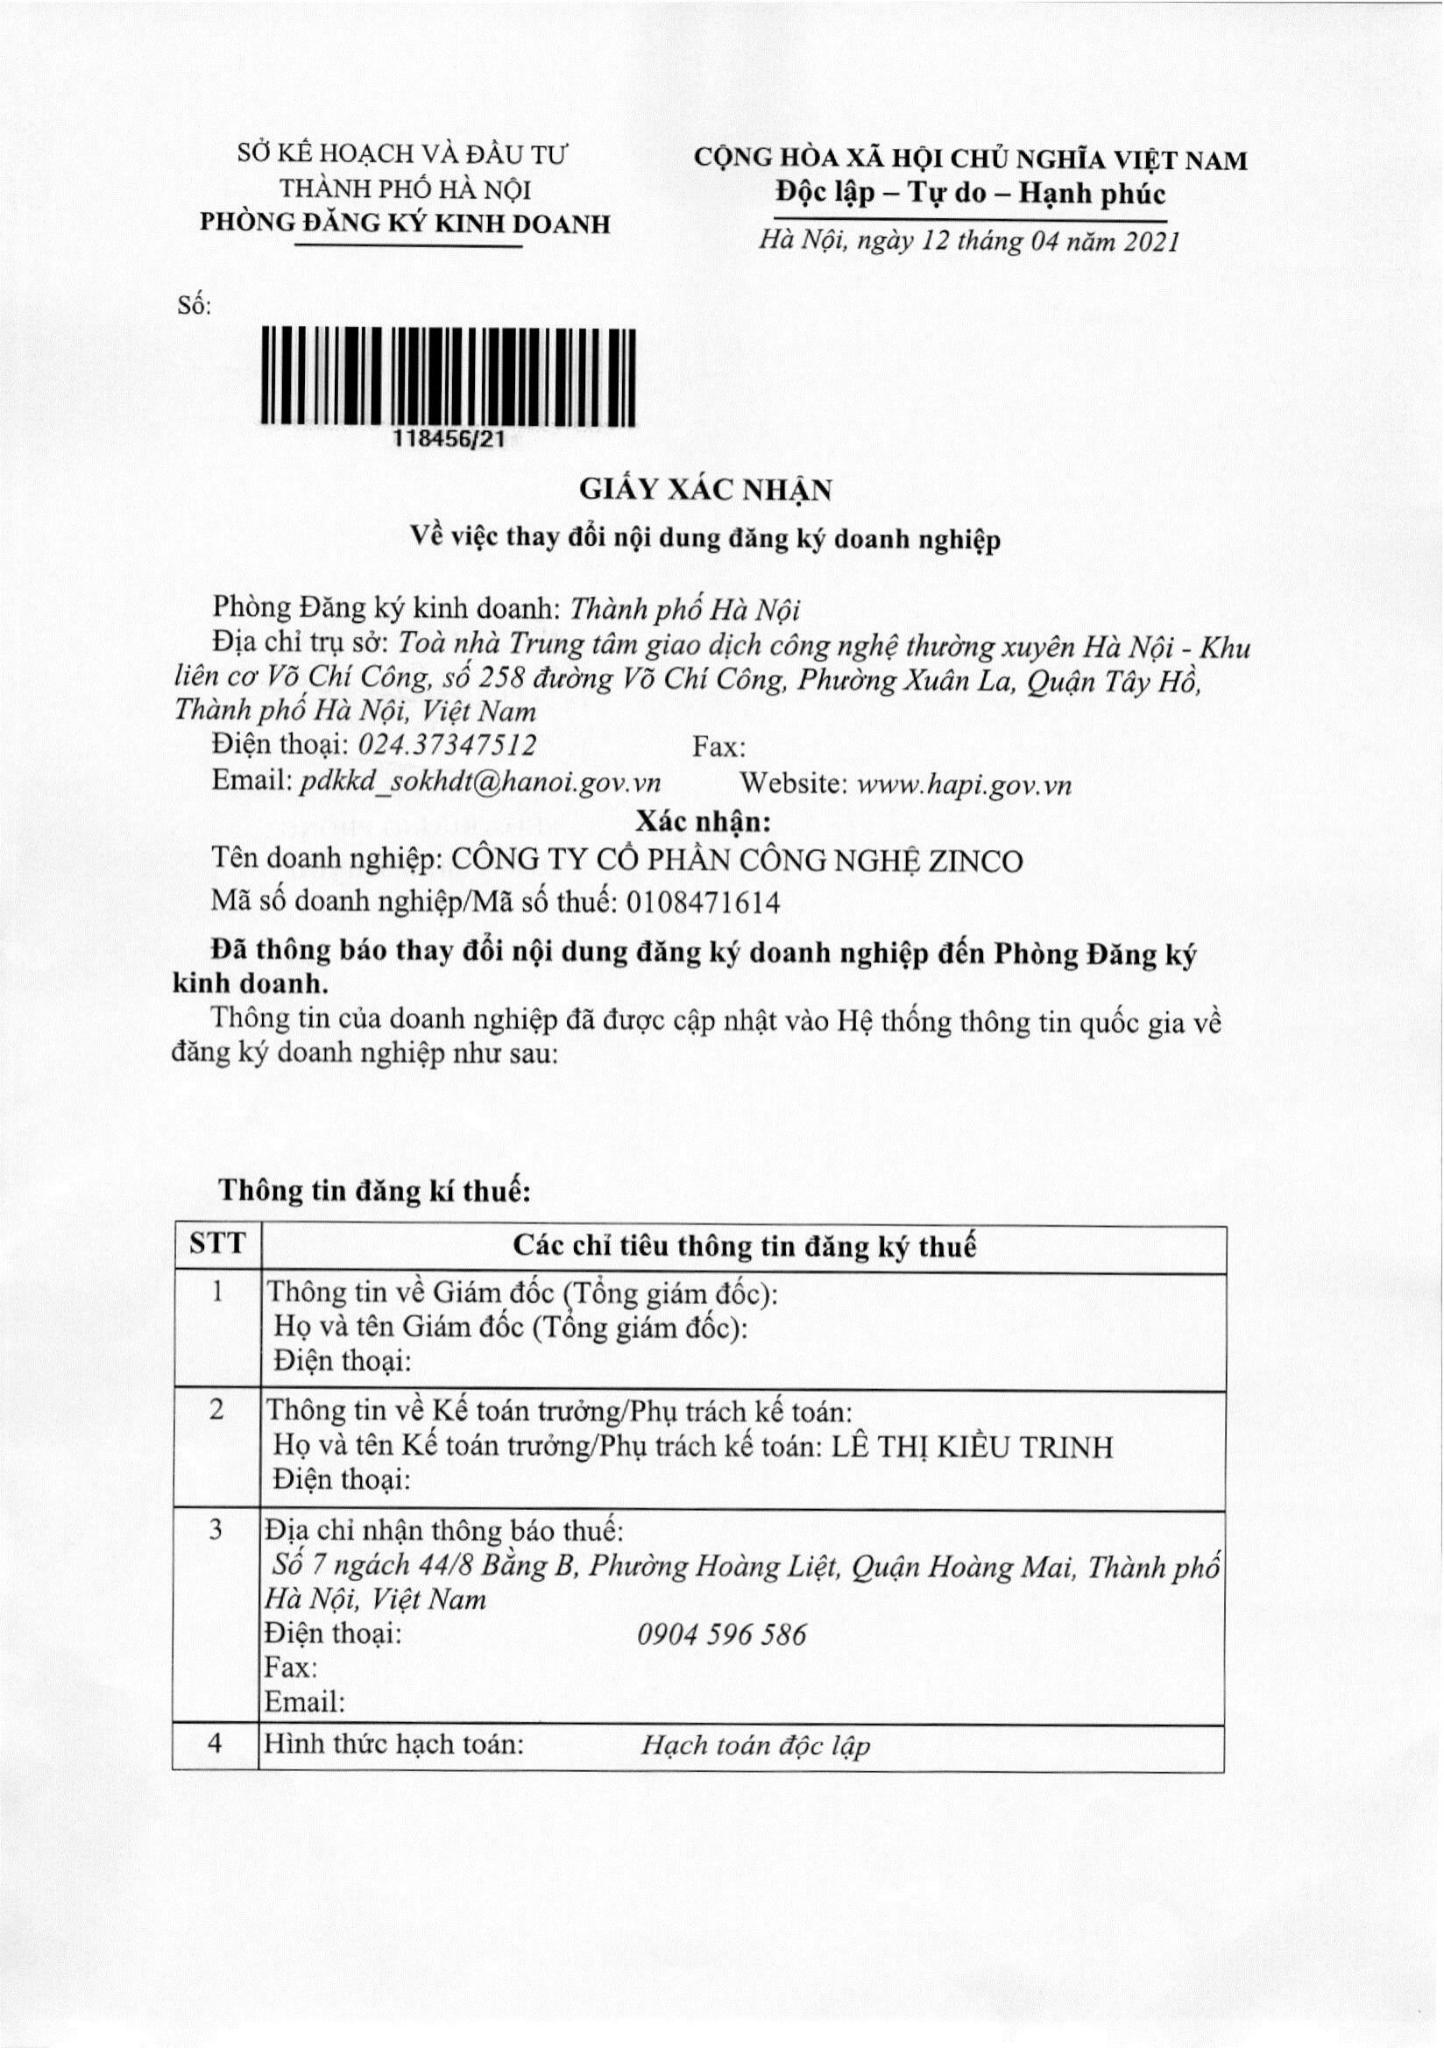 SỞ KẾ HOẠCH VÀ ĐẦU TƯ
THÀNH PHỐ HÀ NỘI
PHÒNG ĐĂNG KÝ KINH DOANH
CỘNG HÒA XÃ HỘI CHỦ NGHĨA VIỆT NAM
Độc lập – Tự do – Hạnh phúc
Hà Nội, ngày 12 tháng 04 năm 2021
Số:
118456/21
GIẤY XÁC NHẬN
Về việc thay đổi nội dung đăng ký doanh nghiệp
Phòng Đăng ký kinh doanh: Thành phố Hà Nội
Địa chỉ trụ sở: Toà nhà Trung tâm giao dịch công nghệ thường xuyên Hà Nội - Khu
liên cơ Võ Chí Công, số 258 đường Võ Chí Công, Phường Xuân La, Quận Tây Hồ,
Thành phố Hà Nội, Việt Nam
Điện thoại: 024.37347512 Fax:
Email: pdkkd_sokhdt@hanoi.gov.vn Website: www.hapi.gov.vn
Xác nhận:
Tên doanh nghiệp: CÔNG TY CỔ PHẦN CÔNG NGHỆ ZINCO
Mã số doanh nghiệp/Mã số thuế: 0108471614
Đã thông báo thay đổi nội dung đăng ký doanh nghiệp đến Phòng Đăng ký
kinh doanh.
Thông tin của doanh nghiệp đã được cập nhật vào Hệ thống thông tin quốc gia về
đăng ký doanh nghiệp như sau:
Thông tin đăng kí thuế:
STT Các chỉ tiêu thông tin đăng ký thuế
1 Thông tin về Giám đốc (Tổng giám đốc):
Họ và tên Giám đốc (Tổng giám đốc):
Điện thoại:
2 Thông tin về Kế toán trưởng/Phụ trách kế toán:
Họ và tên Kế toán trưởng/Phụ trách kế toán: LÊ THỊ KIỀU TRINH
Điện thoại:
3 Địa chỉ nhận thông báo thuế:
Số 7 ngách 44/8 Bằng B, Phường Hoàng Liệt, Quận Hoàng Mai, Thành phố
Hà Nội, Việt Nam
Điện thoại: 0904 596 586
Fax:
Email:
4 Hình thức hạch toán: Hạch toán độc lập